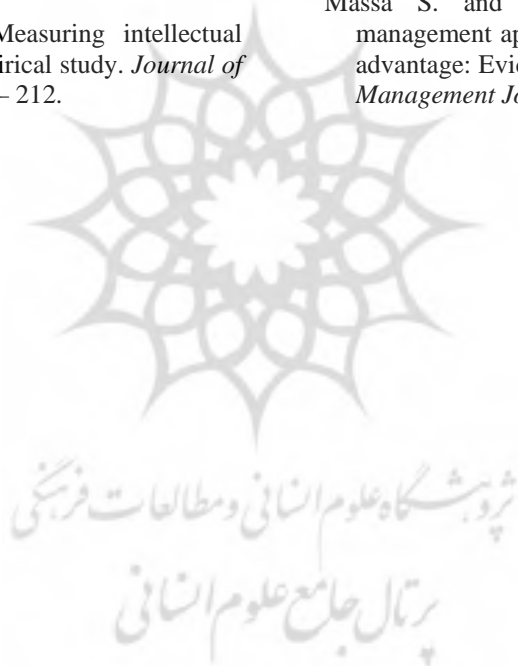 Measuring intellectual
irical study. Journal of
– 212.
Massa S. and
management ap
advantage: Evi
Management Jo
پژوهشگاه علوم انسانی و مطالعات فرهنگی
پرتال جامع علوم انسانی